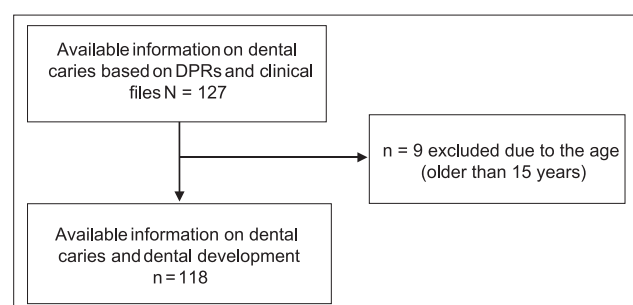 Available information on dental
caries based on DPRs and clinical
files N = 127
n = 9 excluded due to the age
(older than 15 years)
Available information on dental
caries and dental development
n = 118